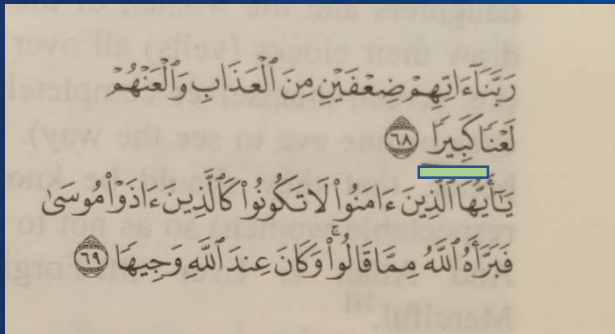 رَبَّنَآ ءَاتِهِمْ ضِعْفَيْنِ مِنَ ٱلْعَذَابِ وَٱلْعَنْهُمْ
لَعْنًا كَبِيرًا ٦٨
يَٰٓأَيُّهَا ٱلَّذِينَ ءَامَنُوا۟ لَا تَكُونُوا۟ كَٱلَّذِينَ ءَاذَوْا۟ مُوسَىٰ
فَبَرَّأَهُ ٱللَّهُ مِمَّا قَالُوا۟ ۚ وَكَانَ عِندَ ٱللَّهِ وَجِيهًا ٦٩